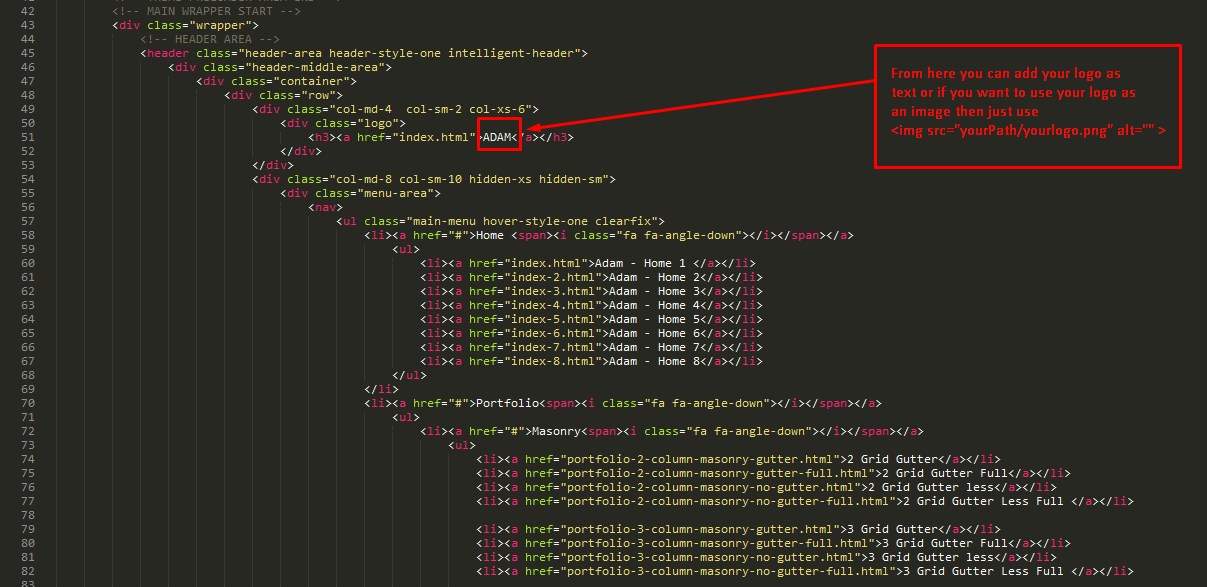 42 <!-- MAIN WRAPPER START -->
43 <div class="wrapper">
44 <!-- HEADER AREA -->
45 <header class="header-area header-style-one intelligent-header">
46 <div class="header-middle-area">
47 <div class="container">
48 <div class="row">
49 <div class="col-md-4  col-sm-2 col-xs-6">
50 <div class="logo">
51 <h3><a href="index.html">ADAM</a></h3>
52 </div>
53 </div>
54 <div class="col-md-8 col-sm-10 hidden-xs hidden-sm">
55 <div class="menu-area">
56 <nav>
57 <ul class="main-menu hover-style-one clearfix">
58 <li><a href="#">Home <span><i class="fa fa-angle-down"></i></span></a>
59 <ul>
60 <li><a href="index.html">Adam - Home 1 </a></li>
61 <li><a href="index-2.html">Adam - Home 2</a></li>
62 <li><a href="index-3.html">Adam - Home 3</a></li>
63 <li><a href="index-4.html">Adam - Home 4</a></li>
64 <li><a href="index-5.html">Adam - Home 5</a></li>
65 <li><a href="index-6.html">Adam - Home 6</a></li>
66 <li><a href="index-7.html">Adam - Home 7</a></li>
67 <li><a href="index-8.html">Adam - Home 8</a></li>
68 </ul>
69 </li>
70 <li><a href="#">Portfolio<span><i class="fa fa-angle-down"></i></span></a>
71 <ul>
72 <li><a href="#">Masonry<span><i class="fa fa-angle-down"></i></span></a>
73 <ul>
74 <li><a href="portfolio-2-column-masonry-gutter.html">2 Grid Gutter</a></li>
75 <li><a href="portfolio-2-column-masonry-gutter-full.html">2 Grid Gutter Full</a></li>
76 <li><a href="portfolio-2-column-masonry-no-gutter.html">2 Grid Gutter less</a></li>
77 <li><a href="portfolio-2-column-masonry-no-gutter-full.html">2 Grid Gutter Less Full </a></li>
78
79 <li><a href="portfolio-3-column-masonry-gutter.html">3 Grid Gutter</a></li>
80 <li><a href="portfolio-3-column-masonry-gutter-full.html">3 Grid Gutter Full</a></li>
81 <li><a href="portfolio-3-column-masonry-no-gutter.html">3 Grid Gutter less</a></li>
82 <li><a href="portfolio-3-column-masonry-no-gutter-full.html">3 Grid Gutter Less Full </a></li>
83
From here you can add your logo as
text or if you want to use your logo as
an image then just use
<img src="yourPath/yourlogo.png" alt="" >